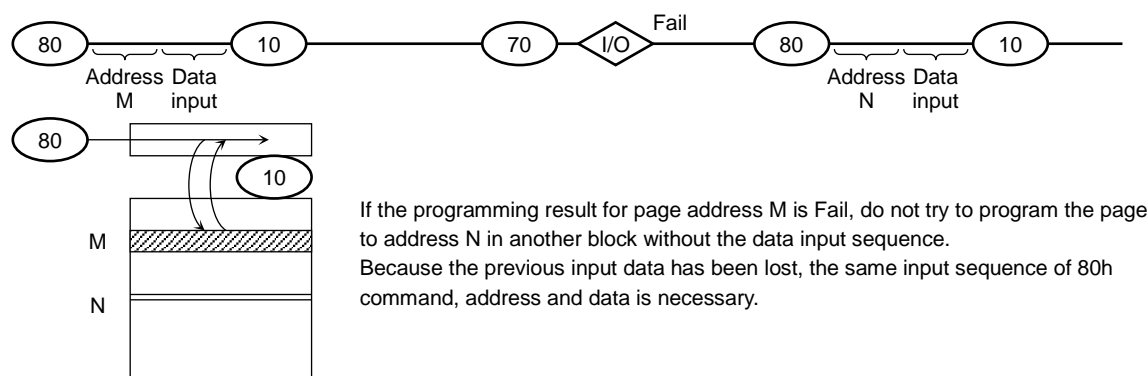 Fail
80 10 70 I/O 80 10
Address Data Address Data
M input N input
80
10
If the programming result for page address M is Fail, do not try to program the page
M
to address N in another block without the data input sequence.
Because the previous input data has been lost, the same input sequence of 80h
N
command, address and data is necessary.